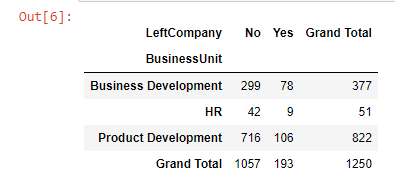 Out[6]:
LeftCompany No Yes Grand Total
BusinessUnit
Business Development 299 78 377
HR 42 9 51
Product Development 716 106 822
Grand Total 1057 193 1250